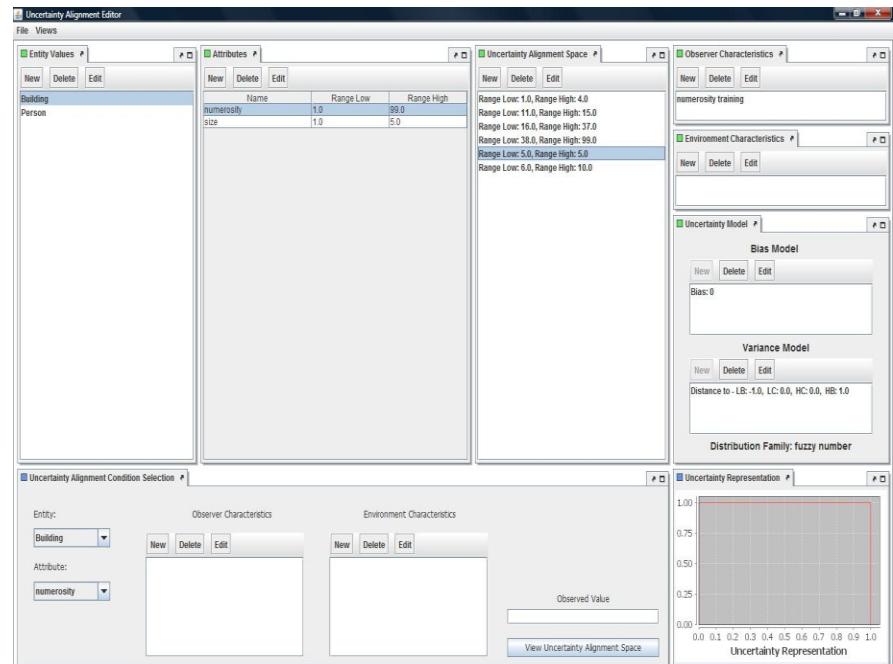 Uncertainty Alignment Editor
File Views
Entity Values
New Delete Edit
Building
Person
Attributes
New Delete Edit
Name Range Low Range High
numerosity 1.0 99.0
size 1.0 5.0
Uncertainty Alignment Space
New Delete Edit
Range Low: 1.0, Range High: 4.0
Range Low: 11.0, Range High: 15.0
Range Low: 16.0, Range High: 37.0
Range Low: 38.0, Range High: 99.0
Range Low: 5.0, Range High: 5.0
Range Low: 6.0, Range High: 10.0
Observer Characteristics
New Delete Edit
numerosity training
Environment Characteristics
New Delete Edit
Uncertainty Model
Bias Model
New Delete Edit
Bias: 0
Variance Model
New Delete Edit
Distance to - LB: -1.0, LC: 0.0, HC: 0.0, HB: 1.0
Distribution Family: fuzzy number
Uncertainty Alignment Condition Selection
Entity:
Building
Attribute:
numerosity
Observer Characteristics
New Delete Edit
Environment Characteristics
New Delete Edit
Observed Value
View Uncertainty Alignment Space
Uncertainty Representation
1.00
0.75
0.50
0.25
0.00
0.0 0.1 0.2 0.3 0.4 0.5 0.6 0.7 0.8 0.9 1.0
Uncertainty Representation